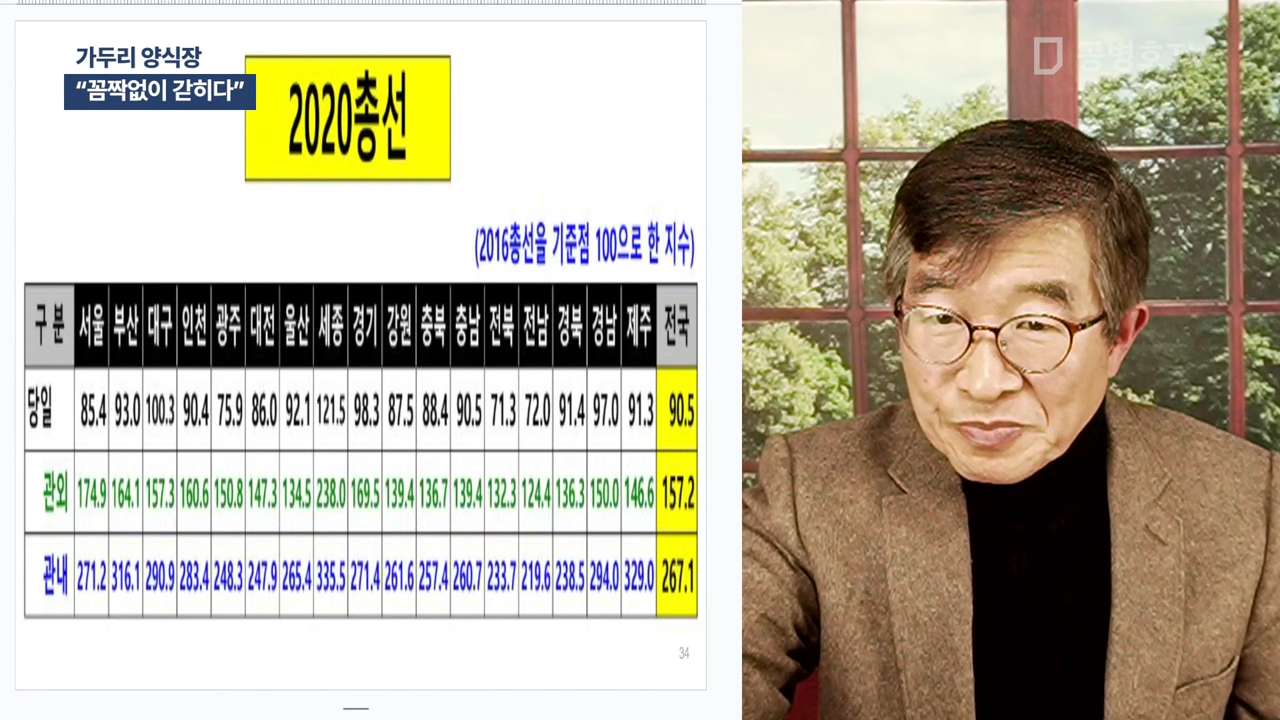 가두리 양식장
“꼼짝없이 갇히다”
2020총선
(2016총선을 기준점 100으로 한 지수)
구 분 서울 부산 대구 인천 광주 대전 울산 세종 경기 강원 충북 충남 전북 전남 경북 경남 제주 전국
당일 85.4 93.0 100.3 90.4 75.9 86.0 92.1 121.5 98.3 87.5 88.4 90.5 71.3 72.0 91.4 97.0 91.3 90.5
관외 174.9 164.1 157.3 160.6 150.8 147.3 134.5 238.0 169.5 139.4 136.7 139.4 132.3 124.4 136.3 150.0 146.6 157.2
관내 271.2 316.1 290.9 283.4 248.3 247.9 265.4 335.5 271.4 261.6 257.4 260.7 233.7 219.6 238.5 294.0 329.0 267.1
34
공병호TV